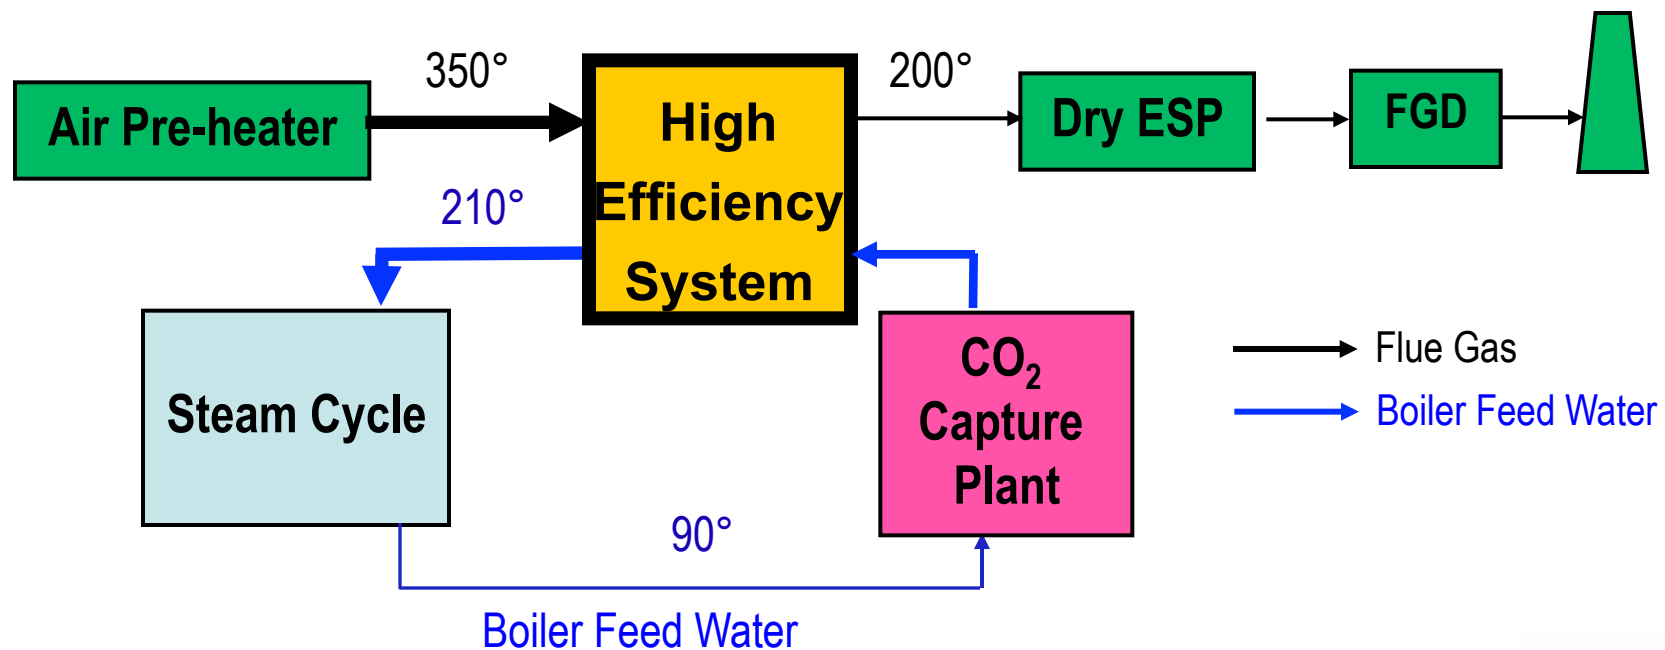 350°
200°
Air Pre-heater
High
Efficiency
System
Dry ESP
FGD
210°
Steam Cycle
CO₂
Capture
Plant
Flue Gas
Boiler Feed Water
90°
Boiler Feed Water